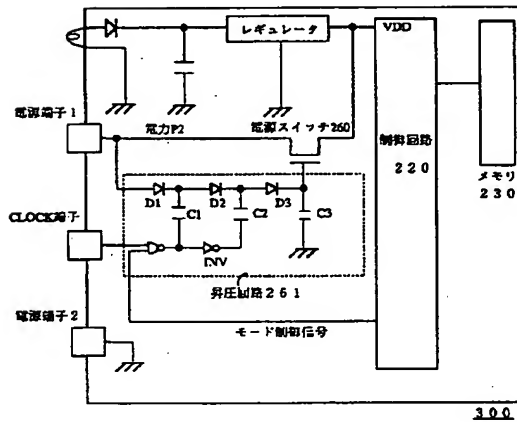 レギュレータ
VDD
電源端子1
電力P2
電源スイッチ260
制御回路
220
メモリ
230
D1
D2
D3
C1
C2
C3
CLOCK端子
INV
昇圧回路261
電源端子2
モード制御信号
300